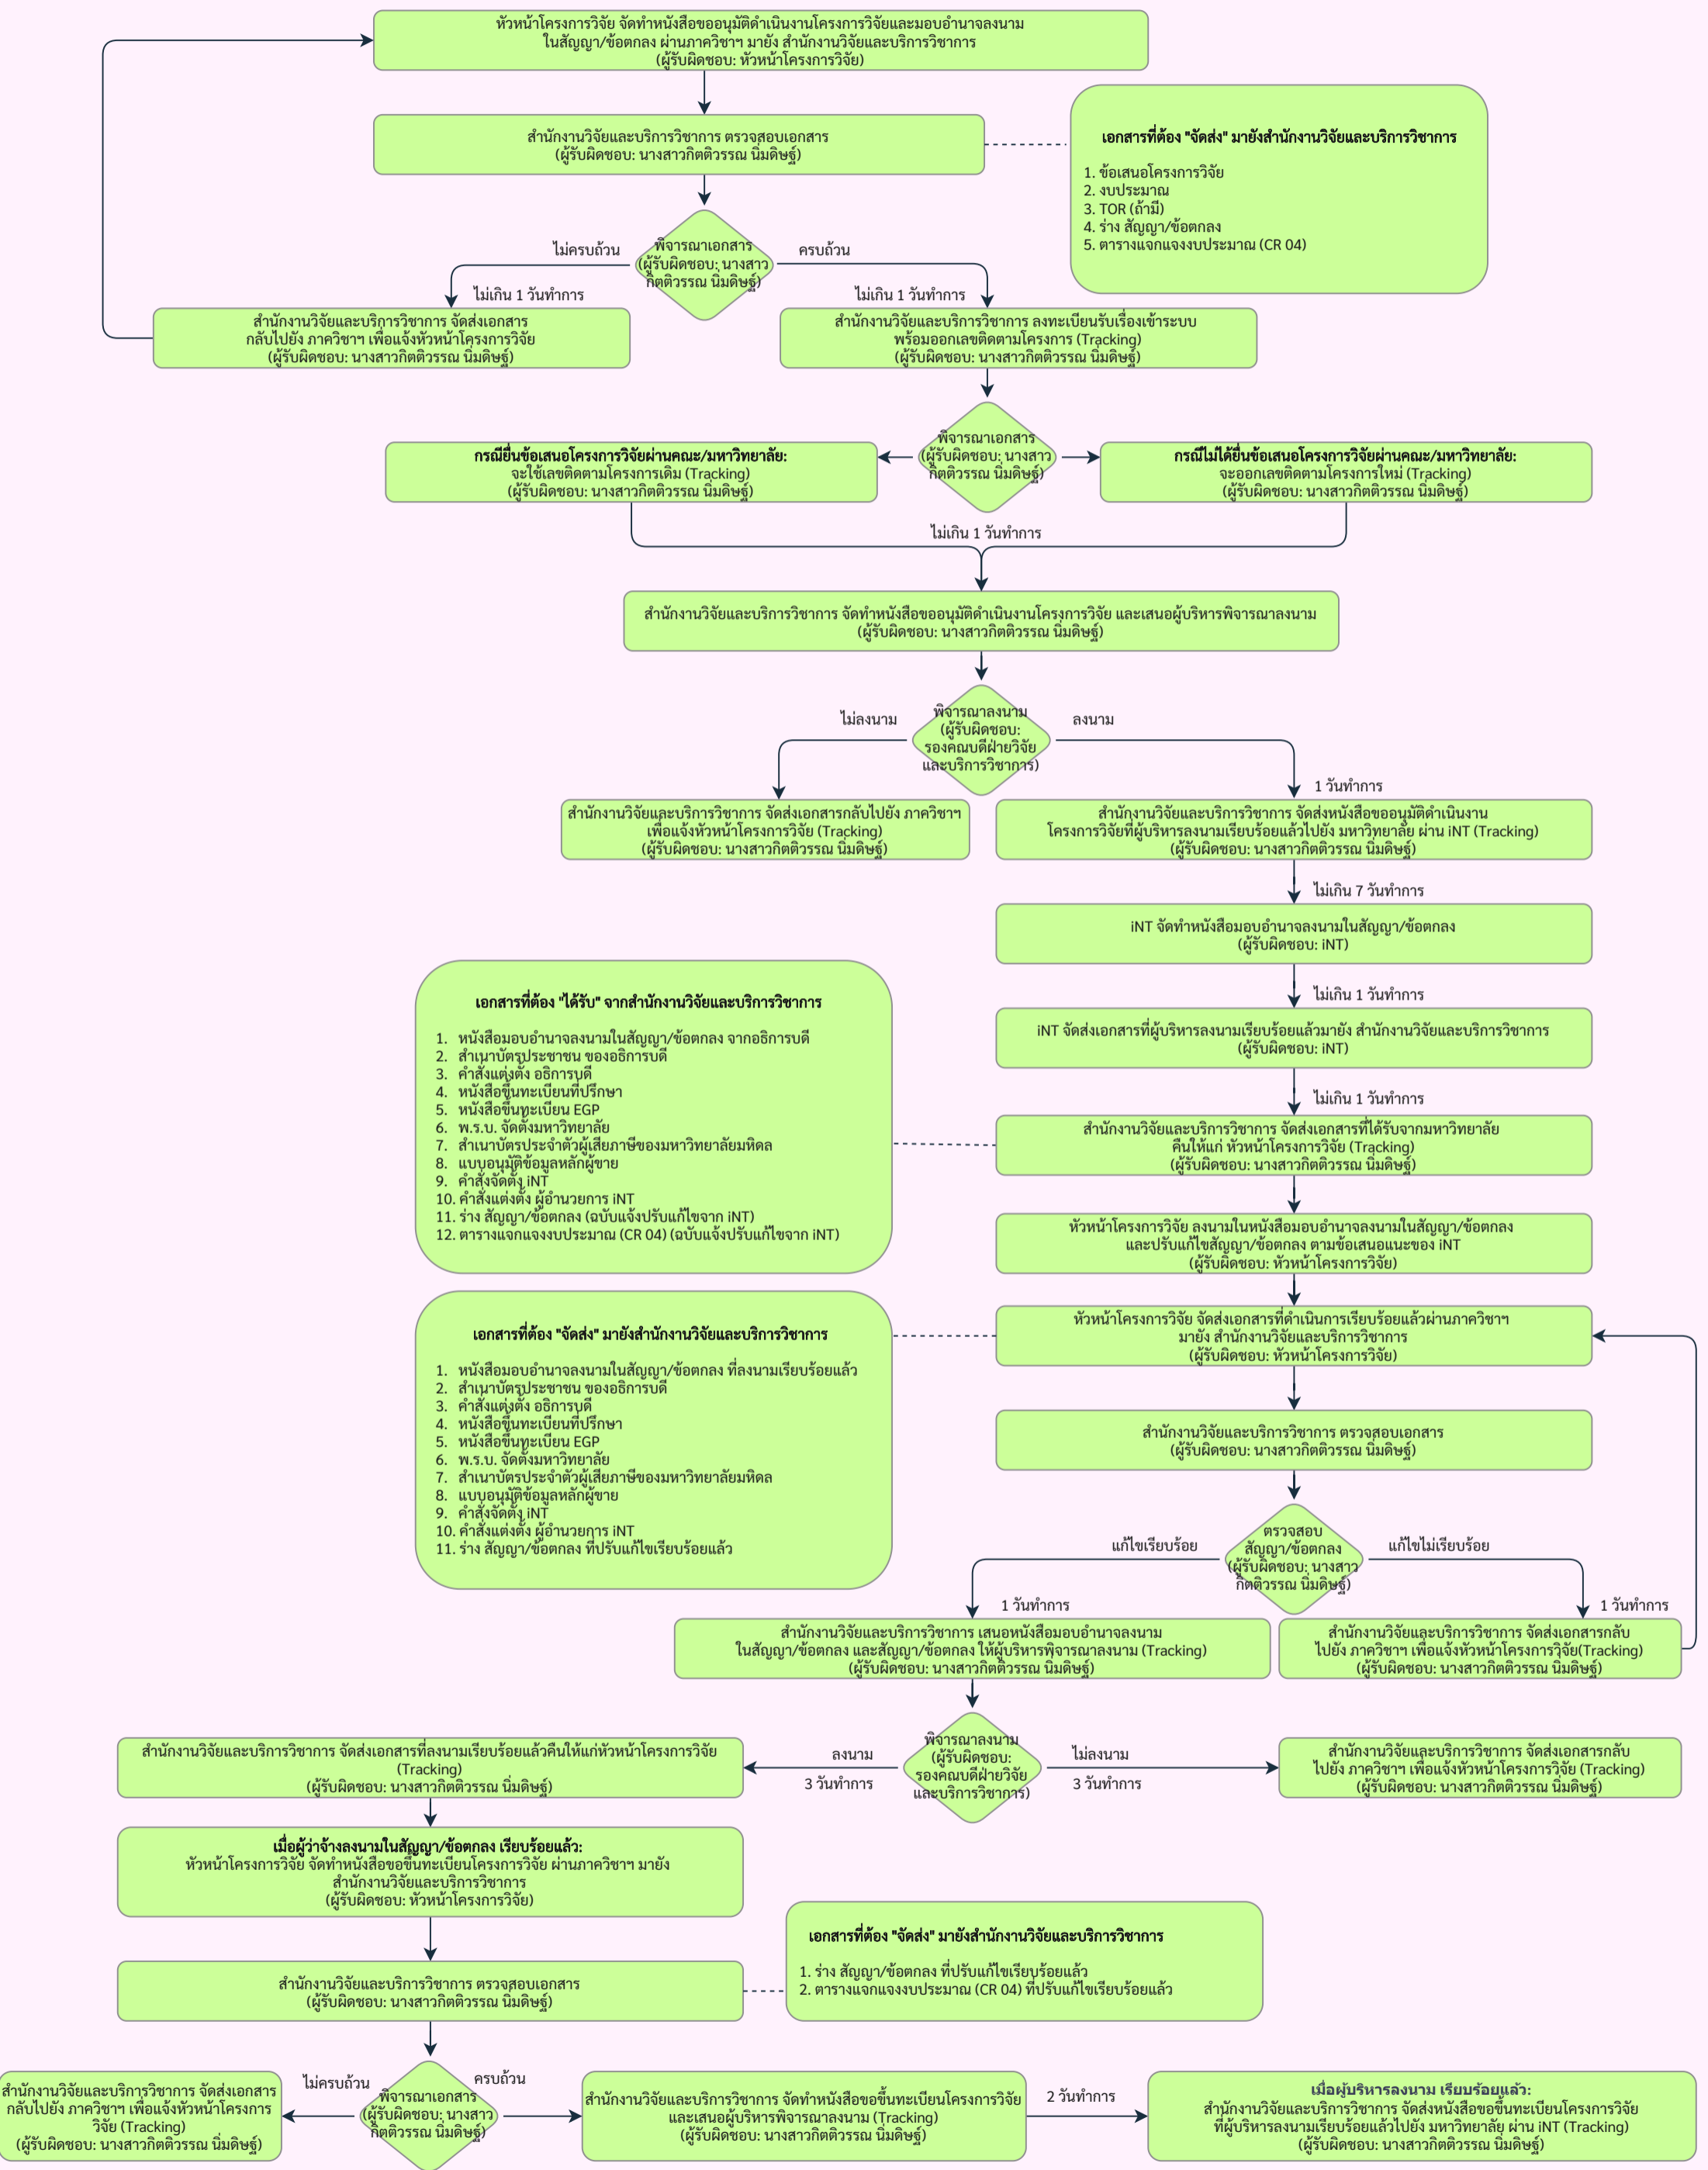 หัวหน้าโครงการวิจัย จัดทำหนังสือขออนุมัติดำเนินงานโครงการวิจัยและมอบอำนาจลงนาม
ในสัญญา/ข้อตกลง ผ่านภาควิชาฯ มายัง สำนักงานวิจัยและบริการวิชาการ
(ผู้รับผิดชอบ: หัวหน้าโครงการวิจัย)
สำนักงานวิจัยและบริการวิชาการ ตรวจสอบเอกสาร
(ผู้รับผิดชอบ: นางสาวกิตติวรรณ นิ่มดิษฐ์)
เอกสารที่ต้อง "จัดส่ง" มายังสำนักงานวิจัยและบริการวิชาการ
1. ข้อเสนอโครงการวิจัย
2. งบประมาณ
3. TOR (ถ้ามี)
4. ร่าง สัญญา/ข้อตกลง
5. ตารางแจกแจงงบประมาณ (CR 04)
พิจารณาเอกสาร
(ผู้รับผิดชอบ: นางสาว
กิตติวรรณ นิ่มดิษฐ์)
ไม่ครบถ้วน
ครบถ้วน
ไม่เกิน 1 วันทำการ
ไม่เกิน 1 วันทำการ
สำนักงานวิจัยและบริการวิชาการ จัดส่งเอกสาร
กลับไปยัง ภาควิชาฯ เพื่อแจ้งหัวหน้าโครงการวิจัย
(ผู้รับผิดชอบ: นางสาวกิตติวรรณ นิ่มดิษฐ์)
สำนักงานวิจัยและบริการวิชาการ ลงทะเบียนรับเรื่องเข้าระบบ
พร้อมออกเลขติดตามโครงการ (Tracking)
(ผู้รับผิดชอบ: นางสาวกิตติวรรณ นิ่มดิษฐ์)
พิจารณาเอกสาร
(ผู้รับผิดชอบ: นางสาว
กิตติวรรณ นิ่มดิษฐ์)
กรณียื่นข้อเสนอโครงการวิจัยผ่านคณะ/มหาวิทยาลัย:
จะใช้เลขติดตามโครงการเดิม (Tracking)
(ผู้รับผิดชอบ: นางสาวกิตติวรรณ นิ่มดิษฐ์)
กรณีไม่ได้ยื่นข้อเสนอโครงการวิจัยผ่านคณะ/มหาวิทยาลัย:
จะออกเลขติดตามโครงการใหม่ (Tracking)
(ผู้รับผิดชอบ: นางสาวกิตติวรรณ นิ่มดิษฐ์)
ไม่เกิน 1 วันทำการ
สำนักงานวิจัยและบริการวิชาการ จัดทำหนังสือขออนุมัติดำเนินงานโครงการวิจัย และเสนอผู้บริหารพิจารณาลงนาม
(ผู้รับผิดชอบ: นางสาวกิตติวรรณ นิ่มดิษฐ์)
พิจารณาลงนาม
(ผู้รับผิดชอบ:
รองคณบดีฝ่ายวิจัย
และบริการวิชาการ)
ไม่ลงนาม
ลงนาม
1 วันทำการ
สำนักงานวิจัยและบริการวิชาการ จัดส่งเอกสารกลับไปยัง ภาควิชาฯ
เพื่อแจ้งหัวหน้าโครงการวิจัย (Tracking)
(ผู้รับผิดชอบ: นางสาวกิตติวรรณ นิ่มดิษฐ์)
สำนักงานวิจัยและบริการวิชาการ จัดส่งหนังสือขออนุมัติดำเนินงาน
โครงการวิจัยที่ผู้บริหารลงนามเรียบร้อยแล้วไปยัง มหาวิทยาลัย ผ่าน iNT (Tracking)
(ผู้รับผิดชอบ: นางสาวกิตติวรรณ นิ่มดิษฐ์)
ไม่เกิน 7 วันทำการ
iNT จัดทำหนังสือมอบอำนาจลงนามในสัญญา/ข้อตกลง
(ผู้รับผิดชอบ: iNT)
ไม่เกิน 1 วันทำการ
iNT จัดส่งเอกสารที่ผู้บริหารลงนามเรียบร้อยแล้วมายัง สำนักงานวิจัยและบริการวิชาการ
(ผู้รับผิดชอบ: iNT)
ไม่เกิน 1 วันทำการ
สำนักงานวิจัยและบริการวิชาการ จัดส่งเอกสารที่ได้รับจากมหาวิทยาลัย
คืนให้แก่ หัวหน้าโครงการวิจัย (Tracking)
(ผู้รับผิดชอบ: นางสาวกิตติวรรณ นิ่มดิษฐ์)
เอกสารที่ต้อง "ได้รับ" จากสำนักงานวิจัยและบริการวิชาการ
1. หนังสือมอบอำนาจลงนามในสัญญา/ข้อตกลง จากอธิการบดี
2. สำเนาบัตรประชาชน ของอธิการบดี
3. คำสั่งแต่งตั้ง อธิการบดี
4. หนังสือขึ้นทะเบียนที่ปรึกษา
5. หนังสือขึ้นทะเบียน EGP
6. พ.ร.บ. จัดตั้งมหาวิทยาลัย
7. สำเนาบัตรประจำตัวผู้เสียภาษีของมหาวิทยาลัยมหิดล
8. แบบอนุมัติข้อมูลหลักผู้ขาย
9. คำสั่งจัดตั้ง iNT
10. คำสั่งแต่งตั้ง ผู้อำนวยการ iNT
11. ร่าง สัญญา/ข้อตกลง (ฉบับแจ้งปรับแก้ไขจาก iNT)
12. ตารางแจกแจงงบประมาณ (CR 04) (ฉบับแจ้งปรับแก้ไขจาก iNT)
หัวหน้าโครงการวิจัย ลงนามในหนังสือมอบอำนาจลงนามในสัญญา/ข้อตกลง
และปรับแก้ไขสัญญา/ข้อตกลง ตามข้อเสนอแนะของ iNT
(ผู้รับผิดชอบ: หัวหน้าโครงการวิจัย)
หัวหน้าโครงการวิจัย จัดส่งเอกสารที่ดำเนินการเรียบร้อยแล้วผ่านภาควิชาฯ
มายัง สำนักงานวิจัยและบริการวิชาการ
(ผู้รับผิดชอบ: หัวหน้าโครงการวิจัย)
เอกสารที่ต้อง "จัดส่ง" มายังสำนักงานวิจัยและบริการวิชาการ
1. หนังสือมอบอำนาจลงนามในสัญญา/ข้อตกลง ที่ลงนามเรียบร้อยแล้ว
2. สำเนาบัตรประชาชน ของอธิการบดี
3. คำสั่งแต่งตั้ง อธิการบดี
4. หนังสือขึ้นทะเบียนที่ปรึกษา
5. หนังสือขึ้นทะเบียน EGP
6. พ.ร.บ. จัดตั้งมหาวิทยาลัย
7. สำเนาบัตรประจำตัวผู้เสียภาษีของมหาวิทยาลัยมหิดล
8. แบบอนุมัติข้อมูลหลักผู้ขาย
9. คำสั่งจัดตั้ง iNT
10. คำสั่งแต่งตั้ง ผู้อำนวยการ iNT
11. ร่าง สัญญา/ข้อตกลง ที่ปรับแก้ไขเรียบร้อยแล้ว
สำนักงานวิจัยและบริการวิชาการ ตรวจสอบเอกสาร
(ผู้รับผิดชอบ: นางสาวกิตติวรรณ นิ่มดิษฐ์)
ตรวจสอบ
สัญญา/ข้อตกลง
(ผู้รับผิดชอบ: นางสาว
กิตติวรรณ นิ่มดิษฐ์)
แก้ไขเรียบร้อย
แก้ไขไม่เรียบร้อย
1 วันทำการ
1 วันทำการ
สำนักงานวิจัยและบริการวิชาการ เสนอหนังสือมอบอำนาจลงนาม
ในสัญญา/ข้อตกลง และสัญญา/ข้อตกลง ให้ผู้บริหารพิจารณาลงนาม (Tracking)
(ผู้รับผิดชอบ: นางสาวกิตติวรรณ นิ่มดิษฐ์)
สำนักงานวิจัยและบริการวิชาการ จัดส่งเอกสารกลับ
ไปยัง ภาควิชาฯ เพื่อแจ้งหัวหน้าโครงการวิจัย(Tracking)
(ผู้รับผิดชอบ: นางสาวกิตติวรรณ นิ่มดิษฐ์)
พิจารณาลงนาม
(ผู้รับผิดชอบ:
รองคณบดีฝ่ายวิจัย
และบริการวิชาการ)
ลงนาม
3 วันทำการ
ไม่ลงนาม
3 วันทำการ
สำนักงานวิจัยและบริการวิชาการ จัดส่งเอกสารที่ลงนามเรียบร้อยแล้วคืนให้แก่หัวหน้าโครงการวิจัย
(Tracking)
(ผู้รับผิดชอบ: นางสาวกิตติวรรณ นิ่มดิษฐ์)
สำนักงานวิจัยและบริการวิชาการ จัดส่งเอกสารกลับ
ไปยัง ภาควิชาฯ เพื่อแจ้งหัวหน้าโครงการวิจัย (Tracking)
(ผู้รับผิดชอบ: นางสาวกิตติวรรณ นิ่มดิษฐ์)
เมื่อผู้ว่าจ้างลงนามในสัญญา/ข้อตกลง เรียบร้อยแล้ว:
หัวหน้าโครงการวิจัย จัดทำหนังสือขอขึ้นทะเบียนโครงการวิจัย ผ่านภาควิชาฯ มายัง
สำนักงานวิจัยและบริการวิชาการ
(ผู้รับผิดชอบ: หัวหน้าโครงการวิจัย)
สำนักงานวิจัยและบริการวิชาการ ตรวจสอบเอกสาร
(ผู้รับผิดชอบ: นางสาวกิตติวรรณ นิ่มดิษฐ์)
เอกสารที่ต้อง "จัดส่ง" มายังสำนักงานวิจัยและบริการวิชาการ
1. ร่าง สัญญา/ข้อตกลง ที่ปรับแก้ไขเรียบร้อยแล้ว
2. ตารางแจกแจงงบประมาณ (CR 04) ที่ปรับแก้ไขเรียบร้อยแล้ว
พิจารณาเอกสาร
(ผู้รับผิดชอบ: นางสาว
กิตติวรรณ นิ่มดิษฐ์)
ไม่ครบถ้วน
ครบถ้วน
สำนักงานวิจัยและบริการวิชาการ จัดส่งเอกสาร
กลับไปยัง ภาควิชาฯ เพื่อแจ้งหัวหน้าโครงการ
วิจัย (Tracking)
(ผู้รับผิดชอบ: นางสาวกิตติวรรณ นิ่มดิษฐ์)
สำนักงานวิจัยและบริการวิชาการ จัดทำหนังสือขอขึ้นทะเบียนโครงการวิจัย
และเสนอผู้บริหารพิจารณาลงนาม (Tracking)
(ผู้รับผิดชอบ: นางสาวกิตติวรรณ นิ่มดิษฐ์)
2 วันทำการ
เมื่อผู้บริหารลงนาม เรียบร้อยแล้ว:
สำนักงานวิจัยและบริการวิชาการ จัดส่งหนังสือขอขึ้นทะเบียนโครงการวิจัย
ที่ผู้บริหารลงนามเรียบร้อยแล้วไปยัง มหาวิทยาลัย ผ่าน iNT (Tracking)
(ผู้รับผิดชอบ: นางสาวกิตติวรรณ นิ่มดิษฐ์)